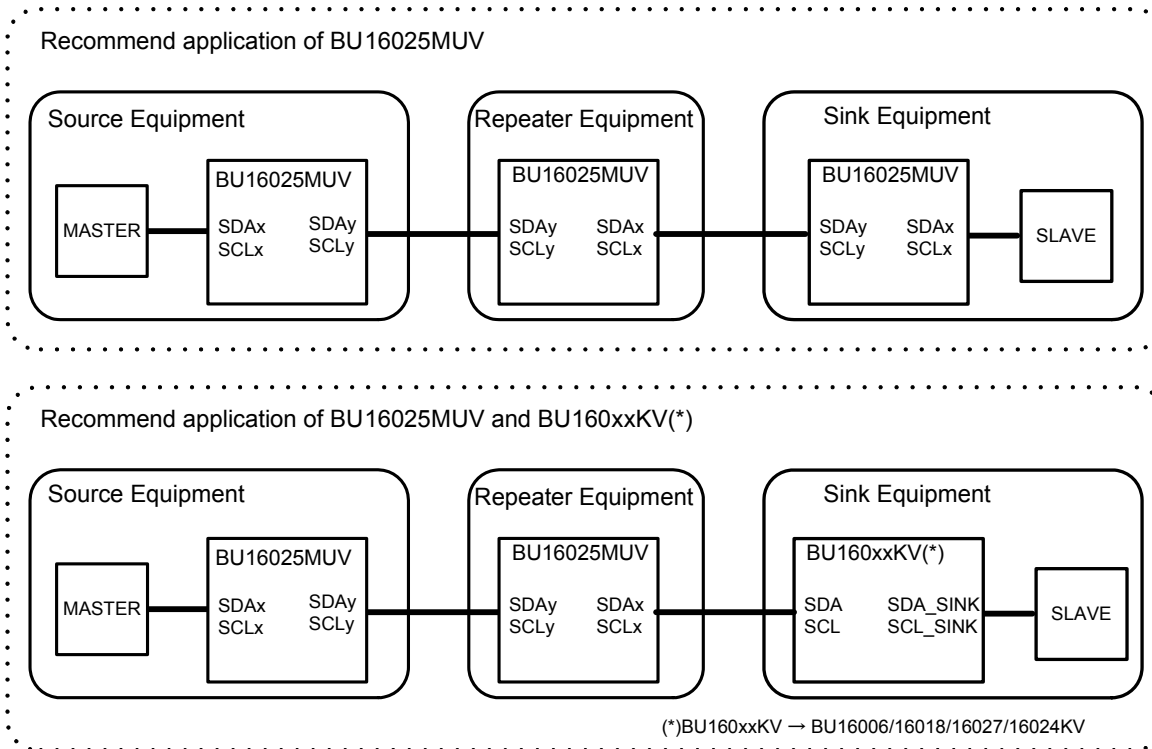 Recommend application of BU16025MUV
Source Equipment
Repeater Equipment
Sink Equipment
BU16025MUV
BU16025MUV
BU16025MUV
MASTER
SDAx
SCLx
SDAy
SCLy
SDAy
SCLy
SDAx
SCLx
SDAy
SCLy
SDAx
SCLx
SLAVE
Recommend application of BU16025MUV and BU160xxKV(*)
Source Equipment
Repeater Equipment
Sink Equipment
BU16025MUV
BU16025MUV
BU160xxKV(*)
MASTER
SDAx
SCLx
SDAy
SCLy
SDAy
SCLy
SDAx
SCLx
SDA
SCL
SDA_SINK
SCL_SINK
SLAVE
(*)BU160xxKV → BU16006/16018/16027/16024KV